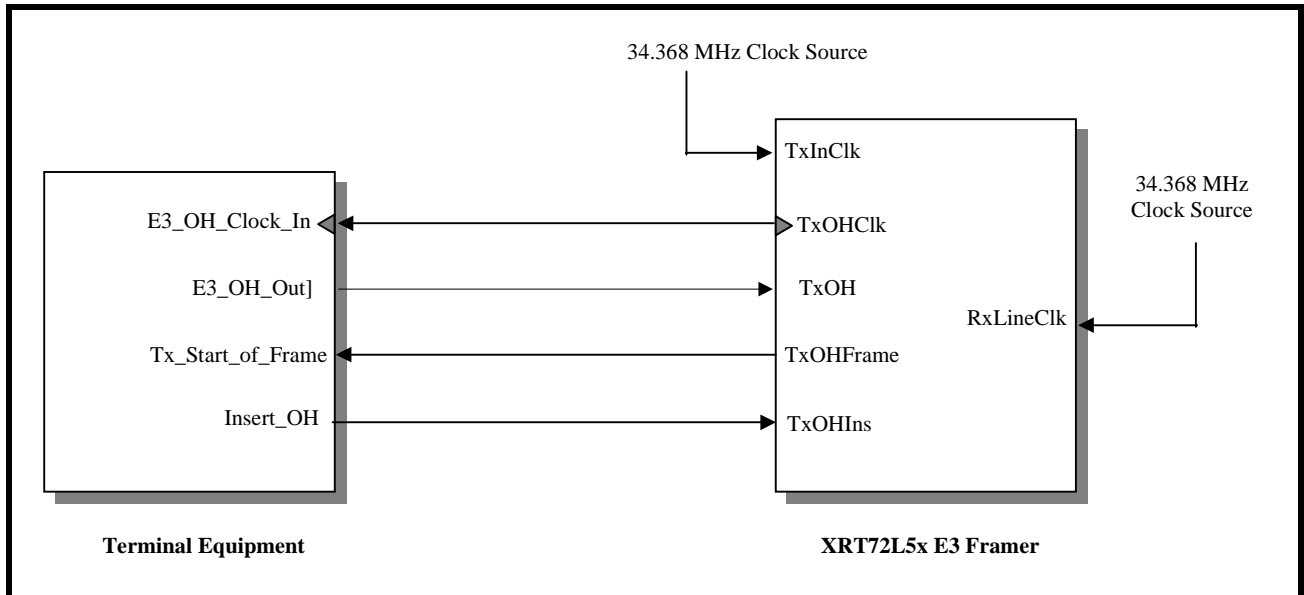 34.368 MHz Clock Source
TxInClk
34.368 MHz
Clock Source
E3_OH_Clock_In
TxOHClk
E3_OH_Out]
TxOH
RxLineClk
Tx_Start_of_Frame
TxOHFrame
Insert_OH
TxOHIns
Terminal Equipment
XRT72L5x E3 Framer